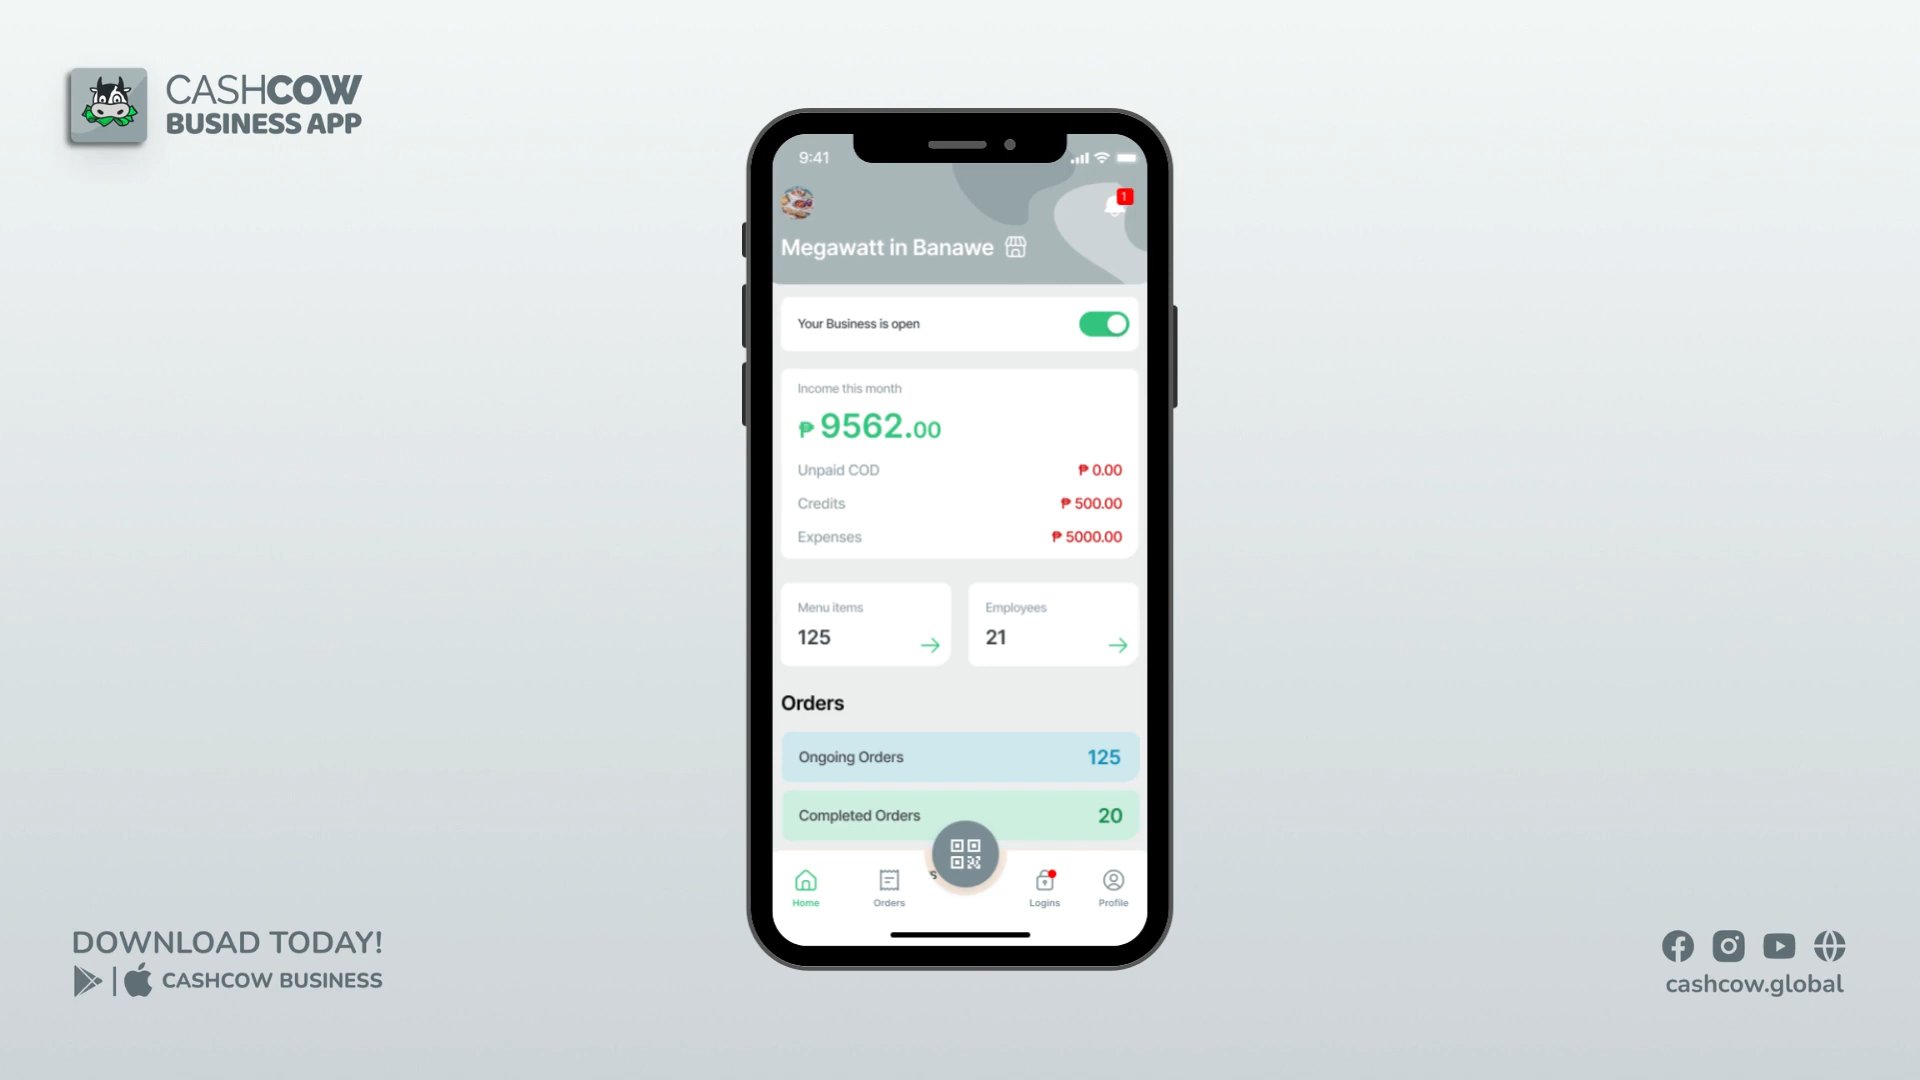 CASHCOW
BUSINESS APP
9:41
1
Megawatt in Banawe
Your Business is open
Income this month
₱ 9562.00
Unpaid COD ₱ 0.00
Credits ₱ 500.00
Expenses ₱ 5000.00
Menu items
125
Employees
21
Orders
Ongoing Orders 125
Completed Orders 20
s
Home
Orders
Logins
Profile
DOWNLOAD TODAY!
| CASHCOW BUSINESS
cashcow.global